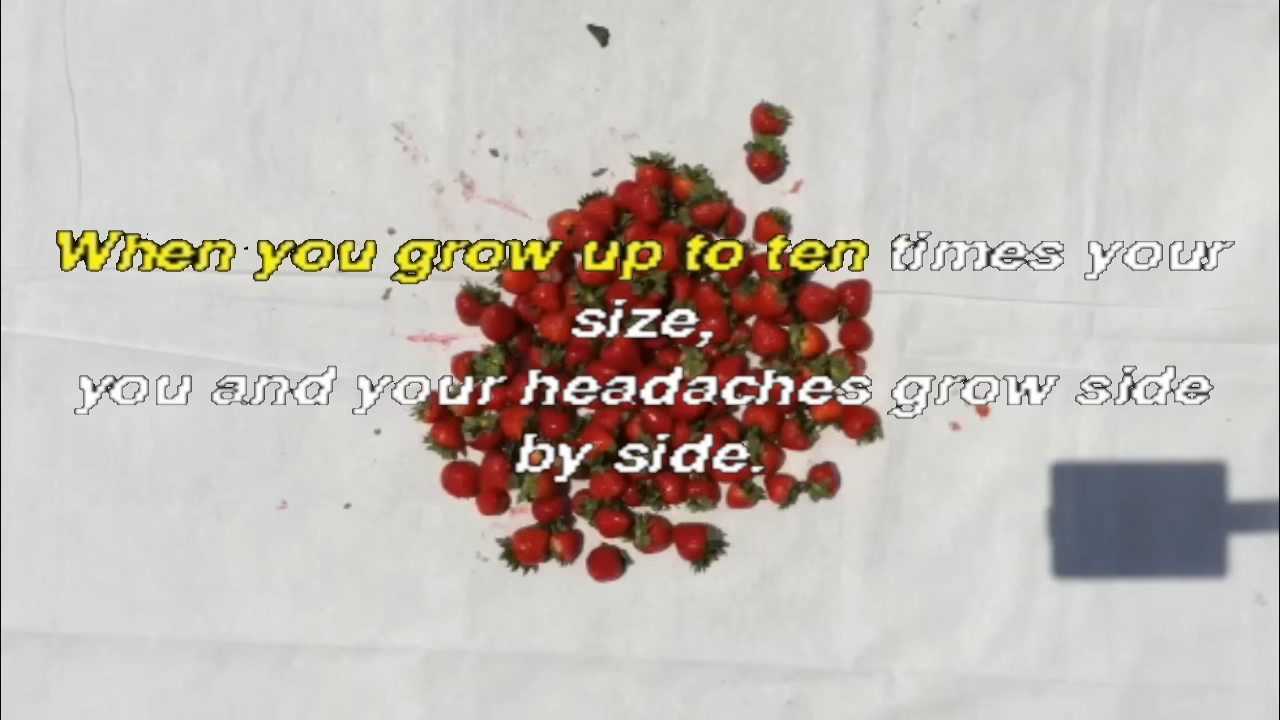 When you grow up to ten times your
size,
you and your headaches grow side
by side.